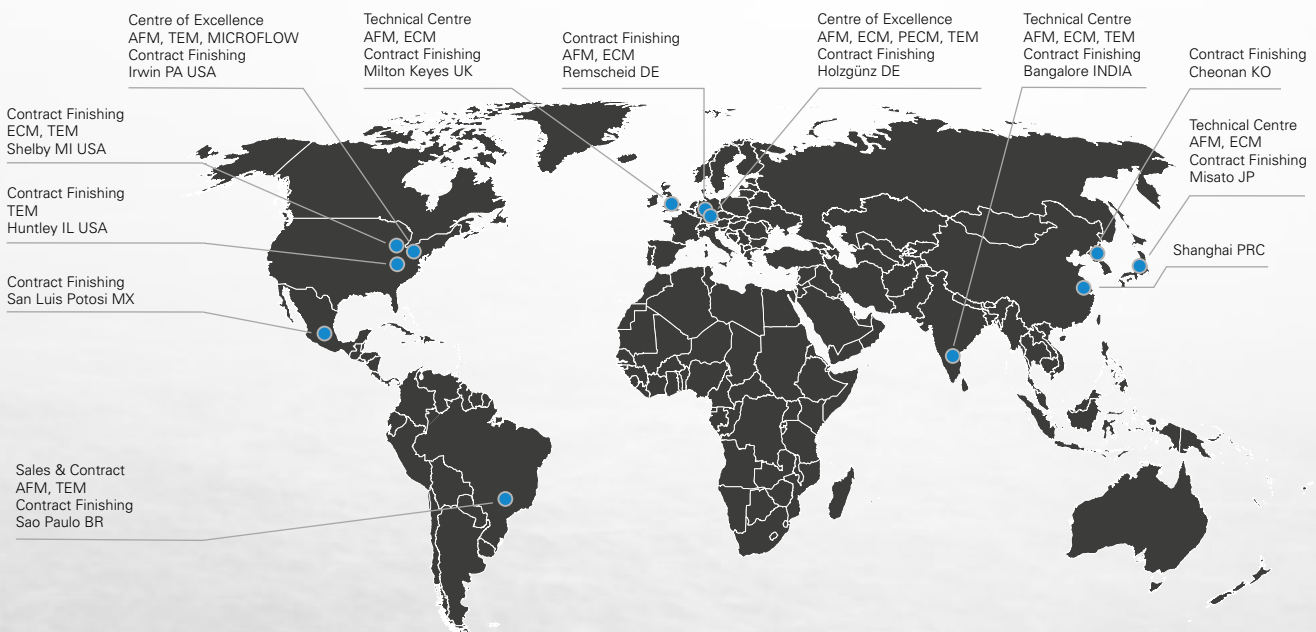 Centre of Excellence
AFM, TEM, MICROFLOW
Contract Finishing
Irwin PA USA
Technical Centre
AFM, ECM
Contract Finishing
Milton Keyes UK
Contract Finishing
AFM, ECM
Remscheid DE
Centre of Excellence
AFM, ECM, PECM, TEM
Contract Finishing
Holzgünz DE
Technical Centre
AFM, ECM, TEM
Contract Finishing
Bangalore INDIA
Contract Finishing
Cheonan KO
Contract Finishing
ECM, TEM
Shelby MI USA
Technical Centre
AFM, ECM
Contract Finishing
Misato JP
Contract Finishing
TEM
Huntley IL USA
Shanghai PRC
Contract Finishing
San Luis Potosi MX
Sales & Contract
AFM, TEM
Contract Finishing
Sao Paulo BR